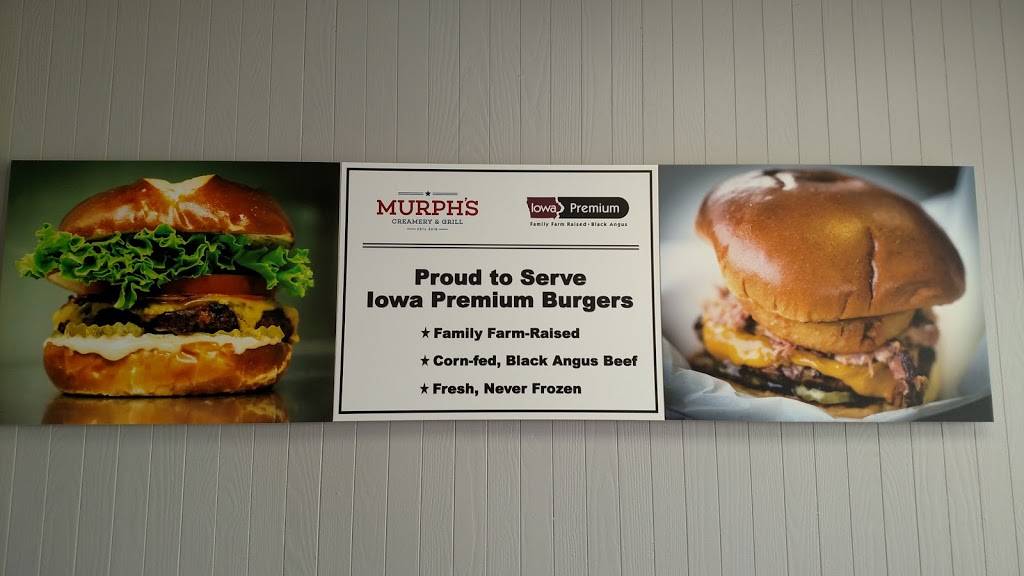 MURPH'S
CREAMERY & GRILL
Iowa Premium
Family Farm Raised • Black Angus
Proud to Serve
Iowa Premium Burgers
★ Family Farm-Raised
★ Corn-fed, Black Angus Beef
★ Fresh, Never Frozen